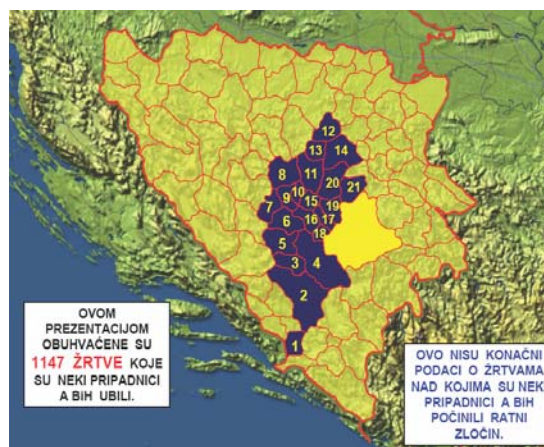 12
13
14
8
11
10
20
21
9
15
19
7
6
16
17
18
5
3
4
2
1
OVOM
PREZENTACIJOM
OBUHVAĆENE SU
1147 ŽRTVE KOJE
SU NEKI PRIPADNICI
A BiH UBILI.
OVO NISU KONAČNI
PODACI O ŽRTVAMA
NAD KOJIMA SU NEKI
PRIPADNICI A BIH
POČINILI RATNI
ZLOČIN.